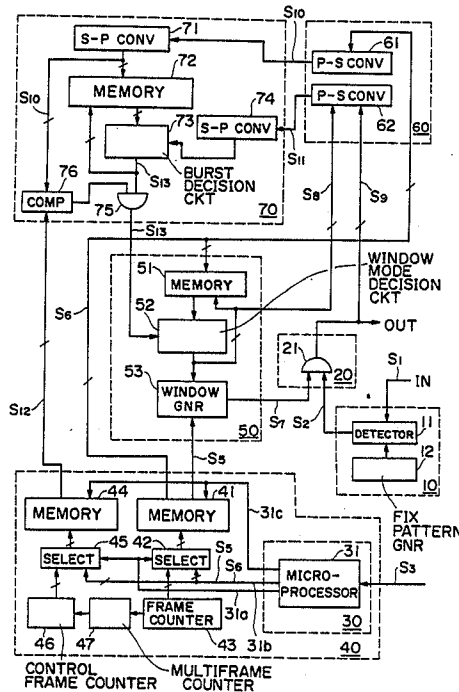 S10
71
S-P CONV
61
P-S CONV
72
MEMORY
S10
74
P-S CONV
62
60
73
S-P CONV
S11
76
COMP
S13
BURST
DECISION
CKT
S8
S9
75
70
S13
WINDOW
MODE
DECISION
CKT
51
MEMORY
S6
52
OUT
21
20
S1
IN
53
WINDOW
GNR
S7
S2
S12
50
11
DETECTOR
12
10
S5
44
41
MEMORY
MEMORY
31c
FIX
PATTERN
GNR
45
42
S5
31
SELECT
SELECT
S6
MICRO-
PROCESSOR
S3
31a
FRAME
COUNTER
30
46
47
43
31b
40
CONTROL
FRAME COUNTER
MULTIFRAME
COUNTER